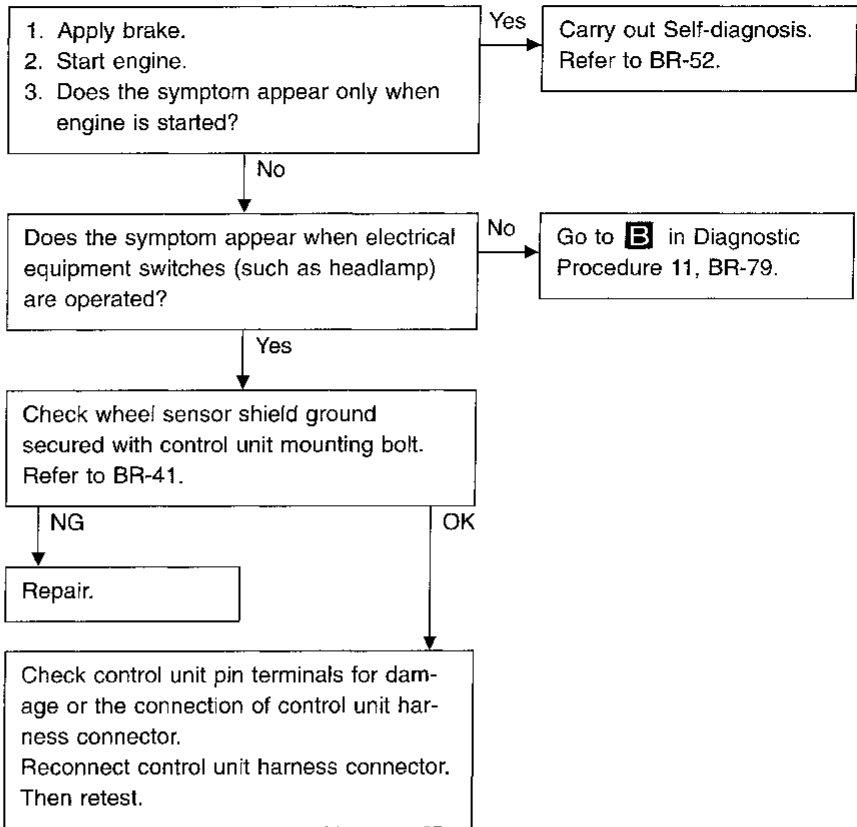 1. Apply brake.
2. Start engine.
3. Does the symptom appear only when
engine is started?
Yes
Carry out Self-diagnosis.
Refer to BR-52.
No
Does the symptom appear when electrical
equipment switches (such as headlamp)
are operated?
No
Go to B in Diagnostic
Procedure 11, BR-79.
Yes
Check wheel sensor shield ground
secured with control unit mounting bolt.
Refer to BR-41.
NG
OK
Repair.
Check control unit pin terminals for dam-
age or the connection of control unit har-
ness connector.
Reconnect control unit harness connector.
Then retest.